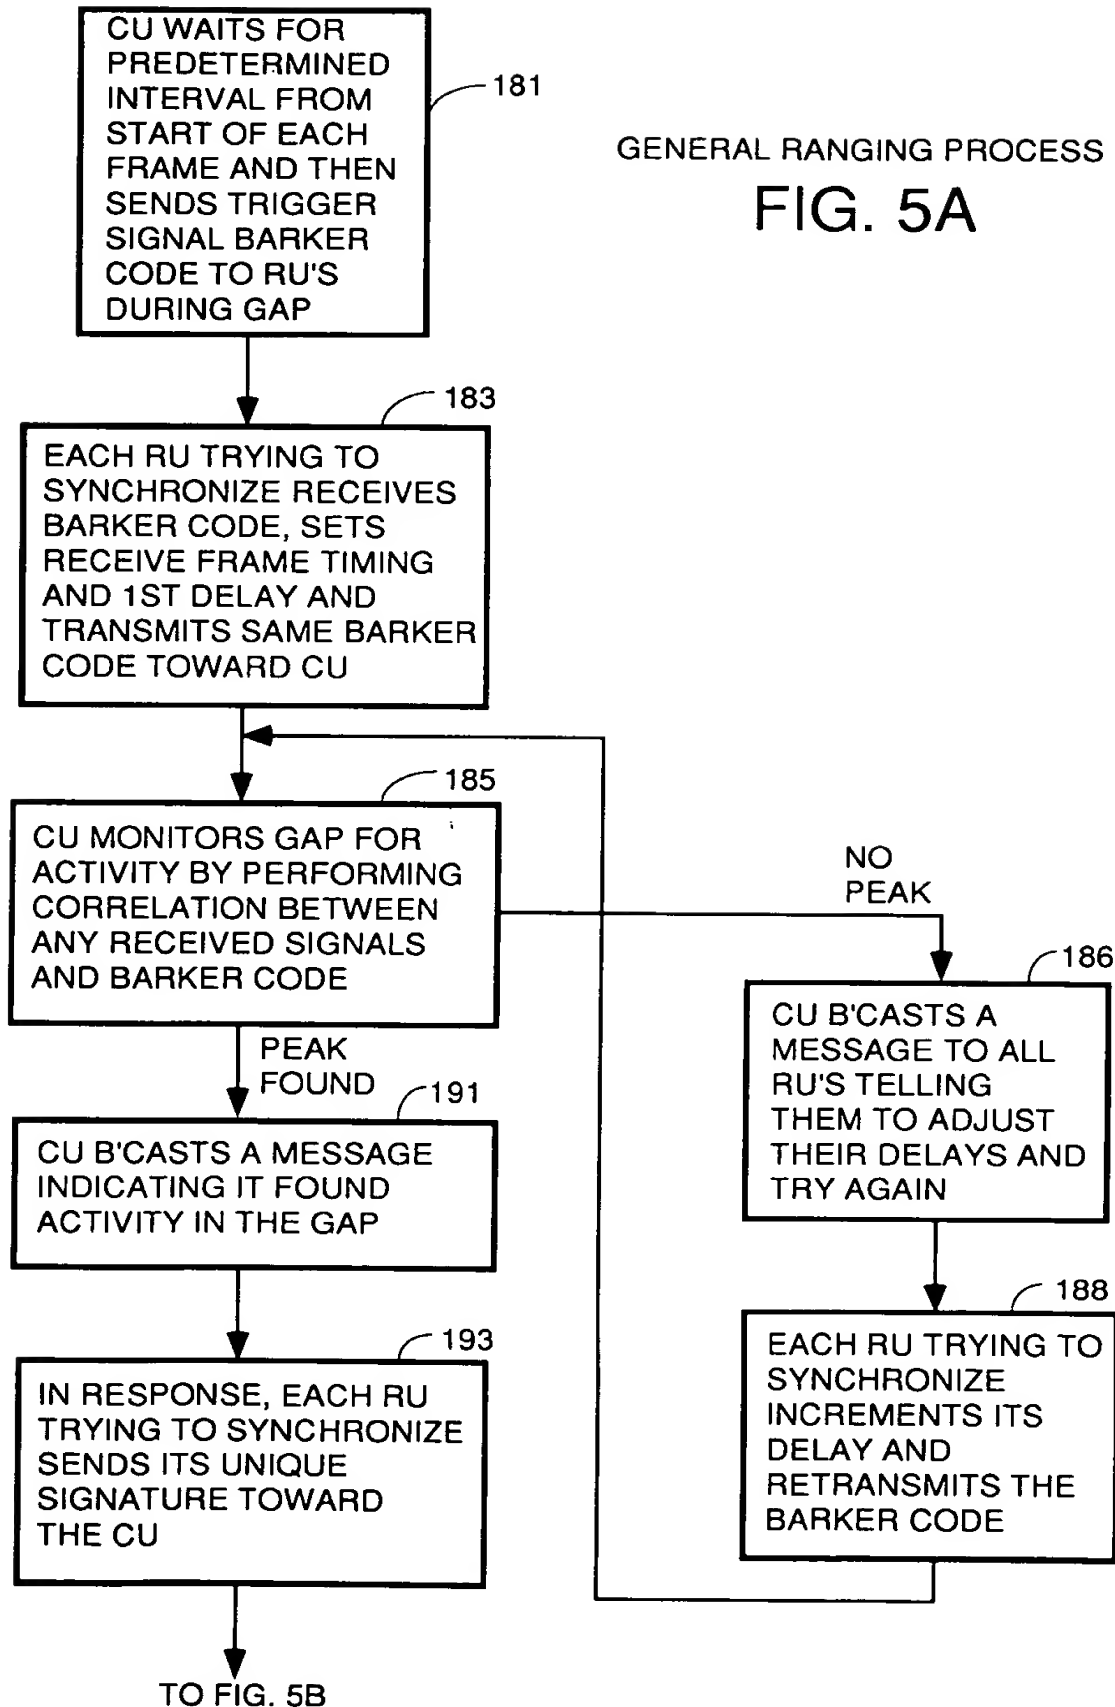 CU WAITS FOR
PREDETERMINED
INTERVAL FROM
START OF EACH
FRAME AND THEN
SENDS TRIGGER
SIGNAL BARKER
CODE TO RU'S
DURING GAP
181
GENERAL RANGING PROCESS
FIG. 5A
183
EACH RU TRYING TO
SYNCHRONIZE RECEIVES
BARKER CODE, SETS
RECEIVE FRAME TIMING
AND 1ST DELAY AND
TRANSMITS SAME BARKER
CODE TOWARD CU
185
CU MONITORS GAP FOR
ACTIVITY BY PERFORMING
CORRELATION BETWEEN
ANY RECEIVED SIGNALS
AND BARKER CODE
NO
PEAK
186
CU B'CASTS A
MESSAGE TO ALL
RU'S TELLING
THEM TO ADJUST
THEIR DELAYS AND
TRY AGAIN
PEAK
FOUND
191
CU B'CASTS A MESSAGE
INDICATING IT FOUND
ACTIVITY IN THE GAP
188
EACH RU TRYING TO
SYNCHRONIZE
INCREMENTS ITS
DELAY AND
RETRANSMITS THE
BARKER CODE
193
IN RESPONSE, EACH RU
TRYING TO SYNCHRONIZE
SENDS ITS UNIQUE
SIGNATURE TOWARD
THE CU
TO FIG. 5B